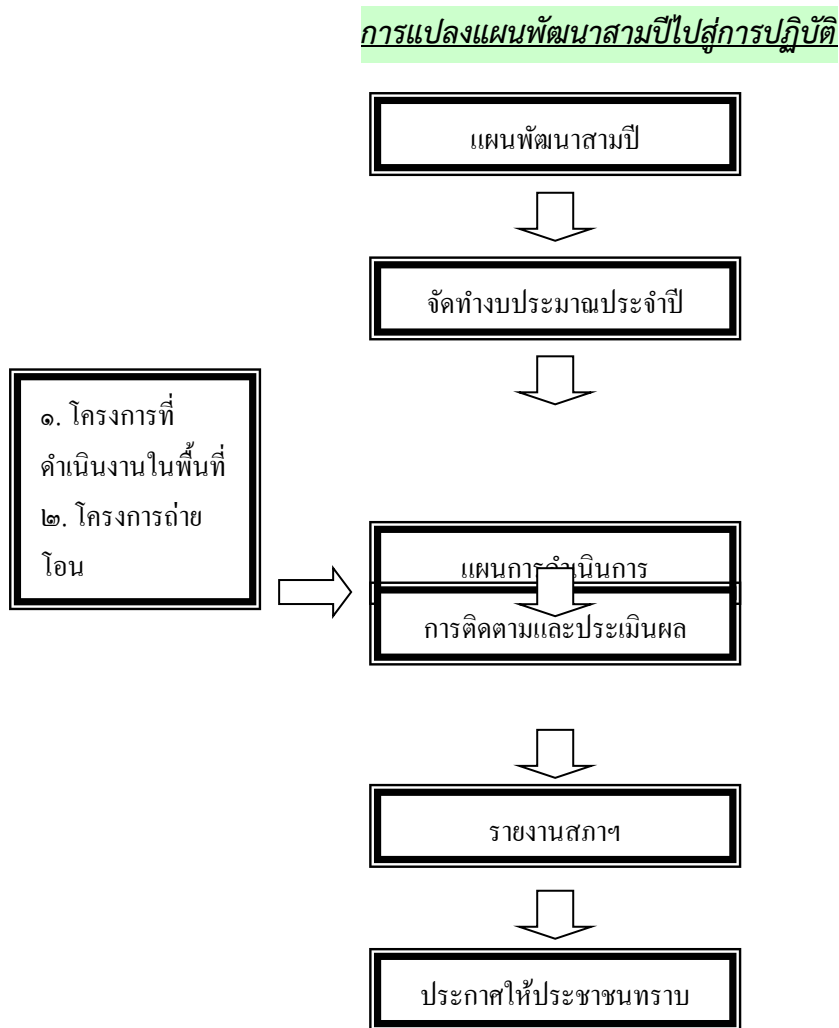 การแปลงแผนพัฒนาสามปีไปสู่การปฏิบัติ
แผนพัฒนาสามปี
จัดทำงบประมาณประจำปี
๑. โครงการที่
ดำเนินงานในพื้นที่
๒. โครงการถ่าย
โอน
แผนการดำเนินการ
การติดตามและประเมินผล
รายงานสภาฯ
ประกาศให้ประชาชนทราบ